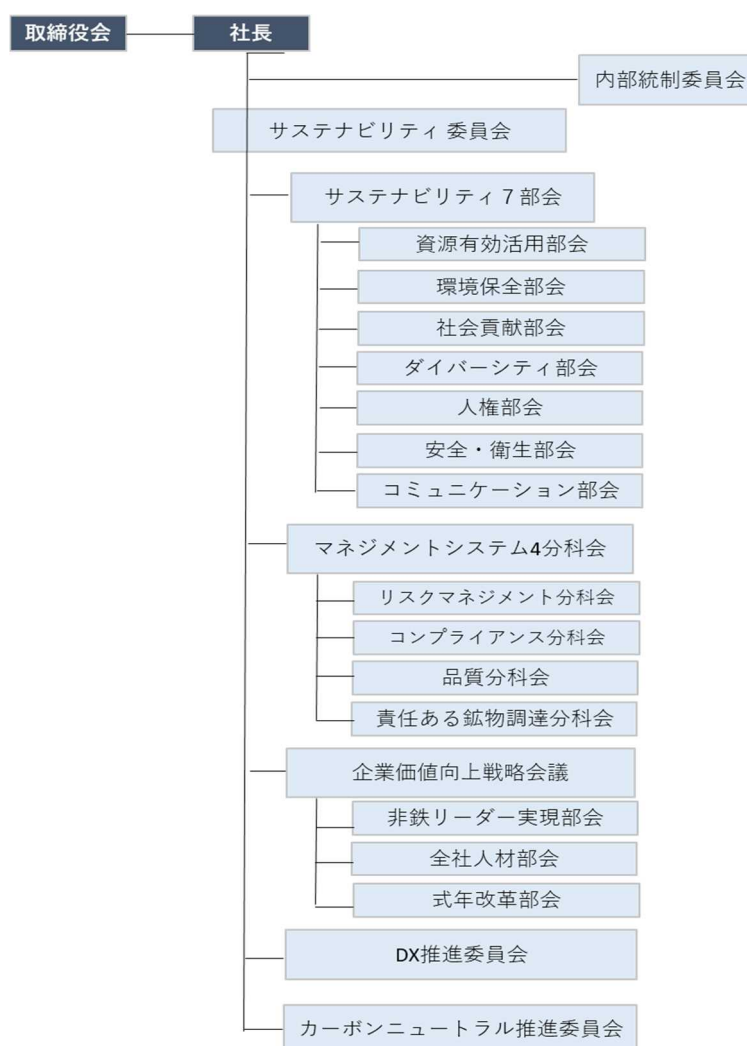 取締役会
社長
内部統制委員会
サステナビリティ 委員会
サステナビリティ 7 部会
資源有効活用部会
環境保全部会
社会貢献部会
ダイバーシティ部会
人権部会
安全・衛生部会
コミュニケーション部会
マネジメントシステム4分科会
リスクマネジメント分科会
コンプライアンス分科会
品質分科会
責任ある鉱物調達分科会
企業価値向上戦略会議
非鉄リーダー実現部会
全社人材部会
式年改革部会
DX推進委員会
カーボンニュートラル推進委員会